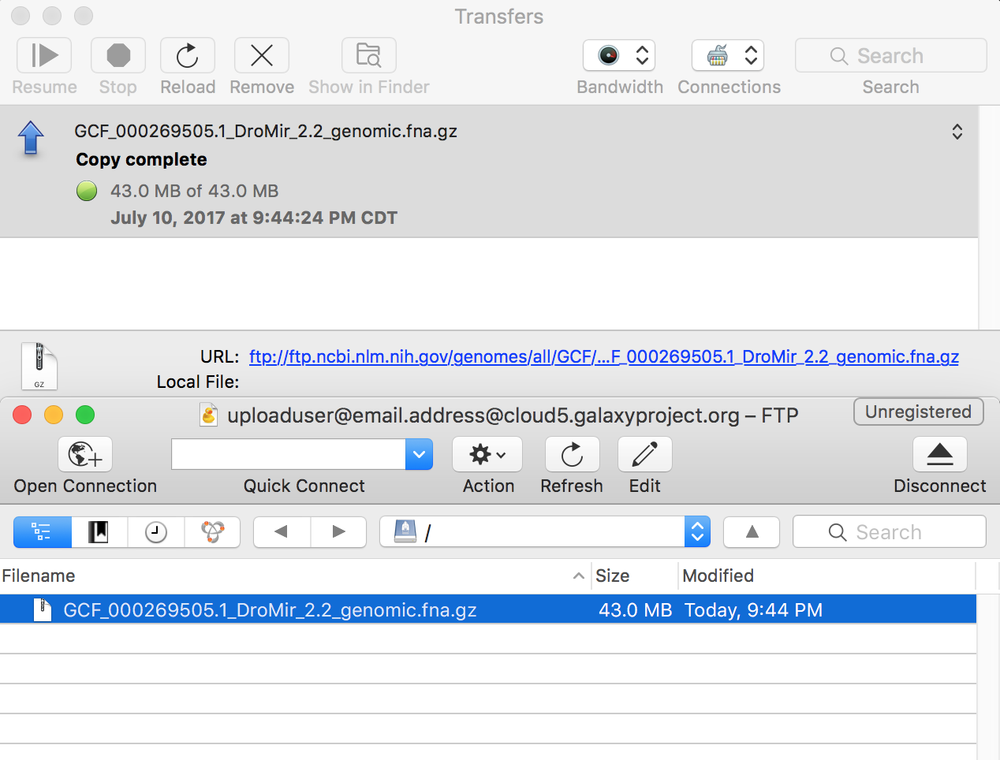 Transfers
Resume Stop Reload Remove Show in Finder Bandwidth Connections Search
Search
GCF_000269505.1_DroMir_2.2_genomic.fna.gz
Copy complete
43.0 MB of 43.0 MB
July 10, 2017 at 9:44:24 PM CDT
URL: ftp://ftp.ncbi.nlm.nih.gov/genomes/all/GCF/...F_000269505.1_DroMir_2.2_genomic.fna.gz
GZ
Local File:
uploaduser@email.address@cloud5.galaxyproject.org – FTP Unregistered
Open Connection Quick Connect Action Refresh Edit Disconnect
/ Search
Filename Size Modified
GCF_000269505.1_DroMir_2.2_genomic.fna.gz 43.0 MB Today, 9:44 PM